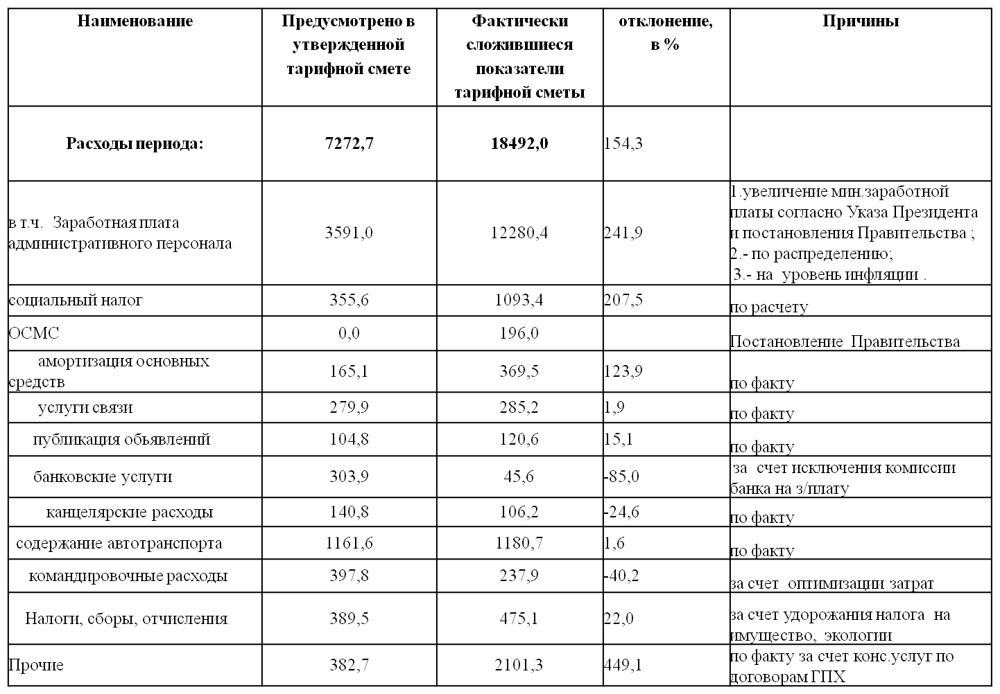 Наименование
Предусмотрено в
утвержденной
тарифной смете
Фактически
сложившиеся
показатели
тарифной сметы
отклонение,
в %
Причины
Расходы периода:
7272,7
18492,0
154,3
в т.ч. Заработная плата
административного персонала
3591,0
12280,4
241,9
1.увеличение мин.заработной
платы согласно Указа Президента
и постановления Правительства ;
2.- по распределению;
3.- на уровень инфляции .
социальный налог
355,6
1093,4
207,5
по расчету
ОСМС
0,0
196,0
Постановление Правительства
амортизация основных
средств
165,1
369,5
123,9
по факту
услуги связи
279,9
285,2
1,9
по факту
публикация обьявлений
104,8
120,6
15,1
по факту
банковские услуги
303,9
45,6
-85,0
за счет исключения комиссии
банка на з/плату
канцелярские расходы
140,8
106,2
-24,6
по факту
содержание автотранспорта
1161,6
1180,7
1,6
по факту
командировочные расходы
397,8
237,9
-40,2
за счет оптимизации затрат
Налоги, сборы, отчисления
389,5
475,1
22,0
за счет удорожания налога на
имущество, экологии
Прочие
382,7
2101,3
449,1
по факту за счет конс.услуг по
договорам ГПХ